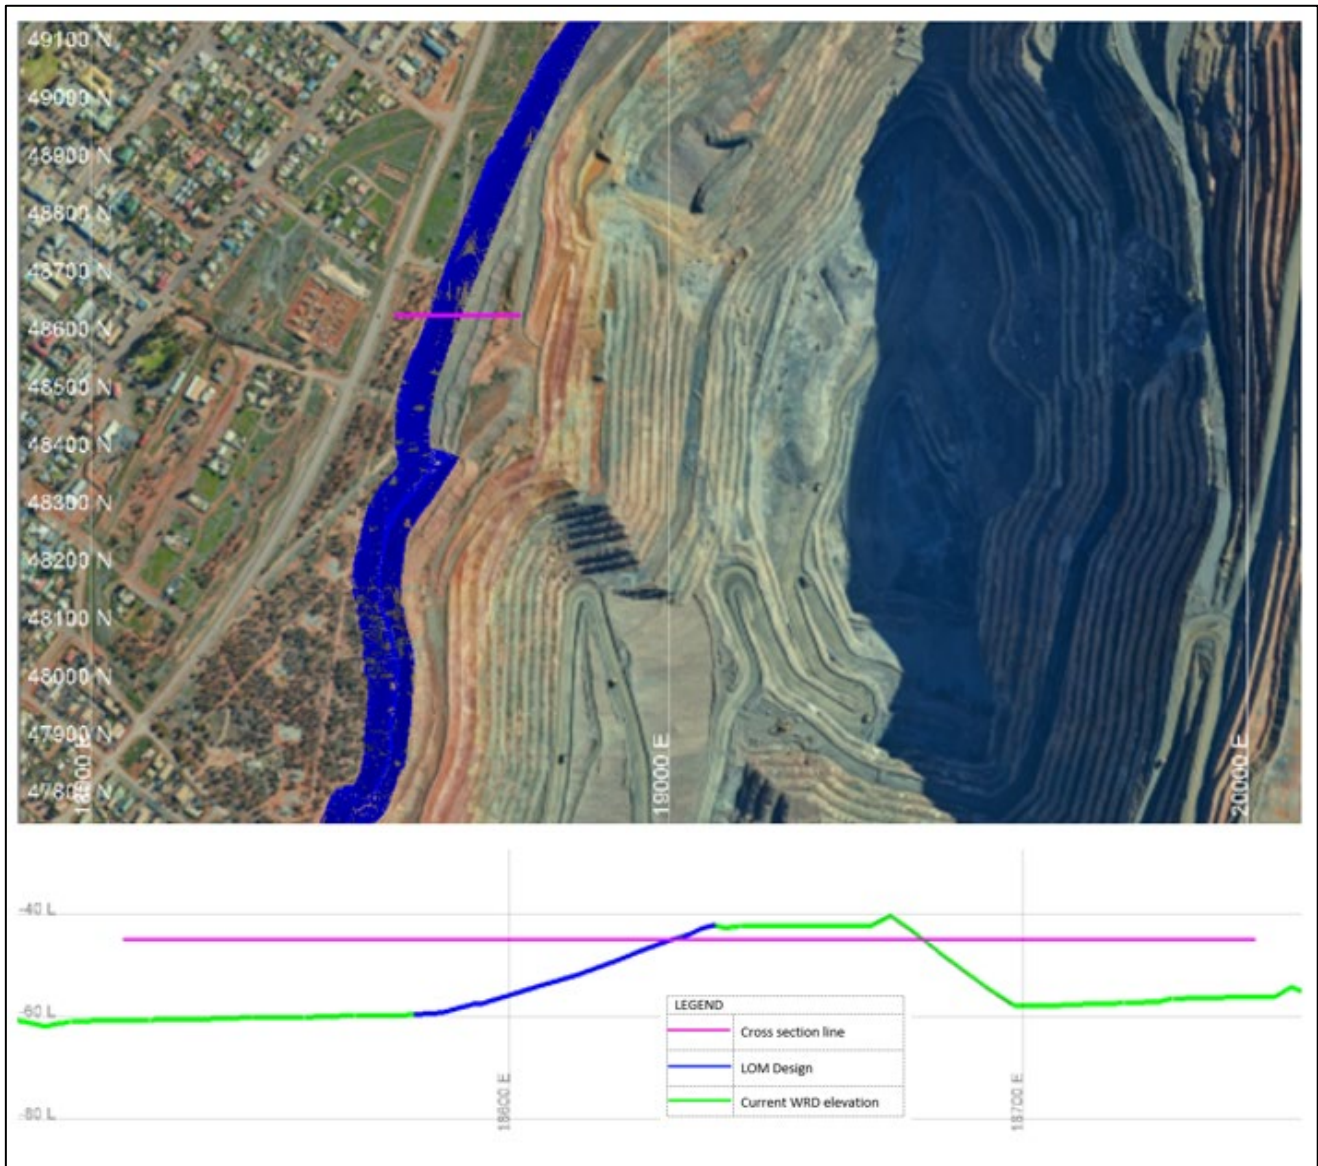 49100 N
49000 N
48900 N
48800 N
48700 N
48600 N
48500 N
48400 N
48300 N
48200 N
48100 N
48000 N
47900 N
47800 N
18000 E
19000 E
20000 E
-40 L
-60 L
-80 L
18600 E
18700 E
LEGEND
Cross section line
LOM Design
Current WRD elevation